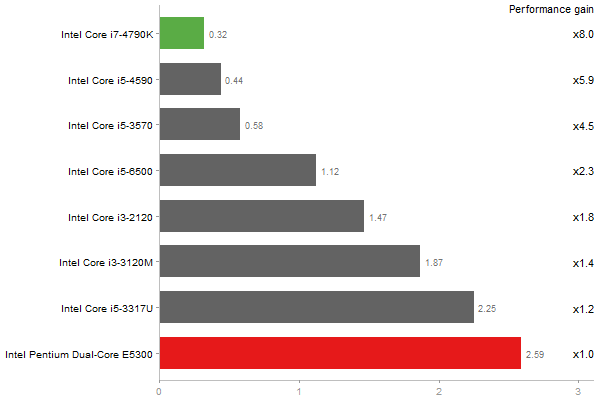 Performance gain
Intel Core i7-4790K 0.32 x8.0
Intel Core i5-4590 0.44 x5.9
Intel Core i5-3570 0.58 x4.5
Intel Core i5-6500 1.12 x2.3
Intel Core i3-2120 1.47 x1.8
Intel Core i3-3120M 1.87 x1.4
Intel Core i5-3317U 2.25 x1.2
Intel Pentium Dual-Core E5300 2.59 x1.0
0 1 2 3